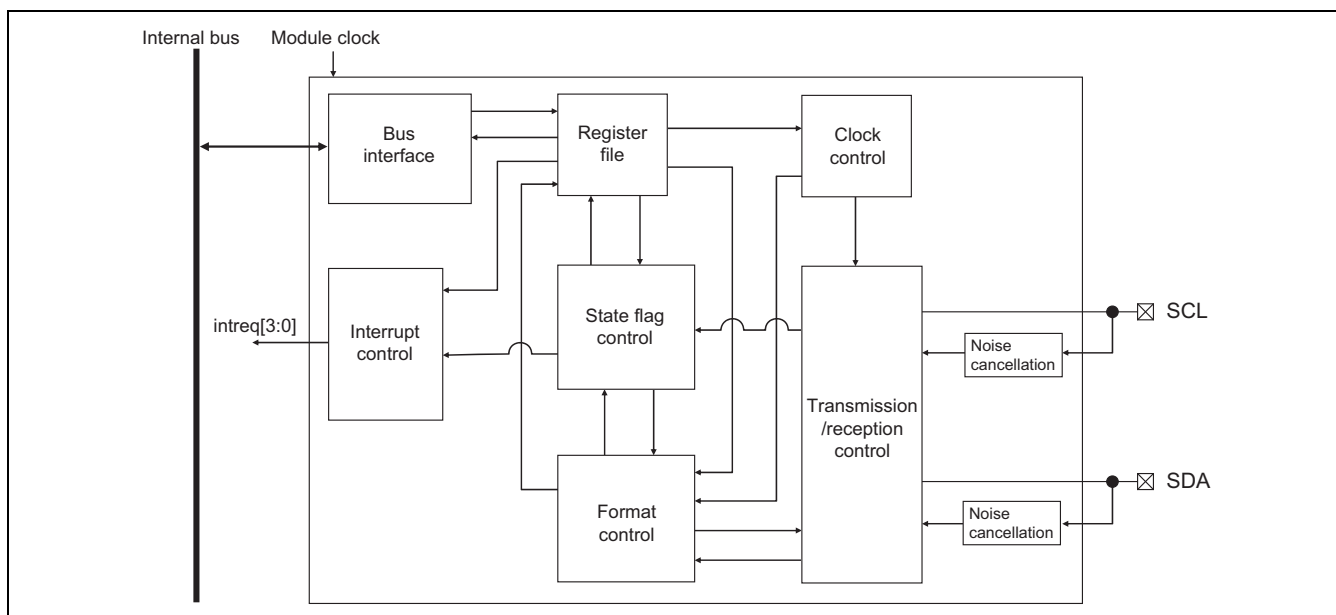 Internal bus
Module clock
Bus
interface
Register
file
Clock
control
intreq[3:0]
Interrupt
control
State flag
control
SCL
Noise
cancellation
Transmission
/reception
control
SDA
Format
control
Noise
cancellation